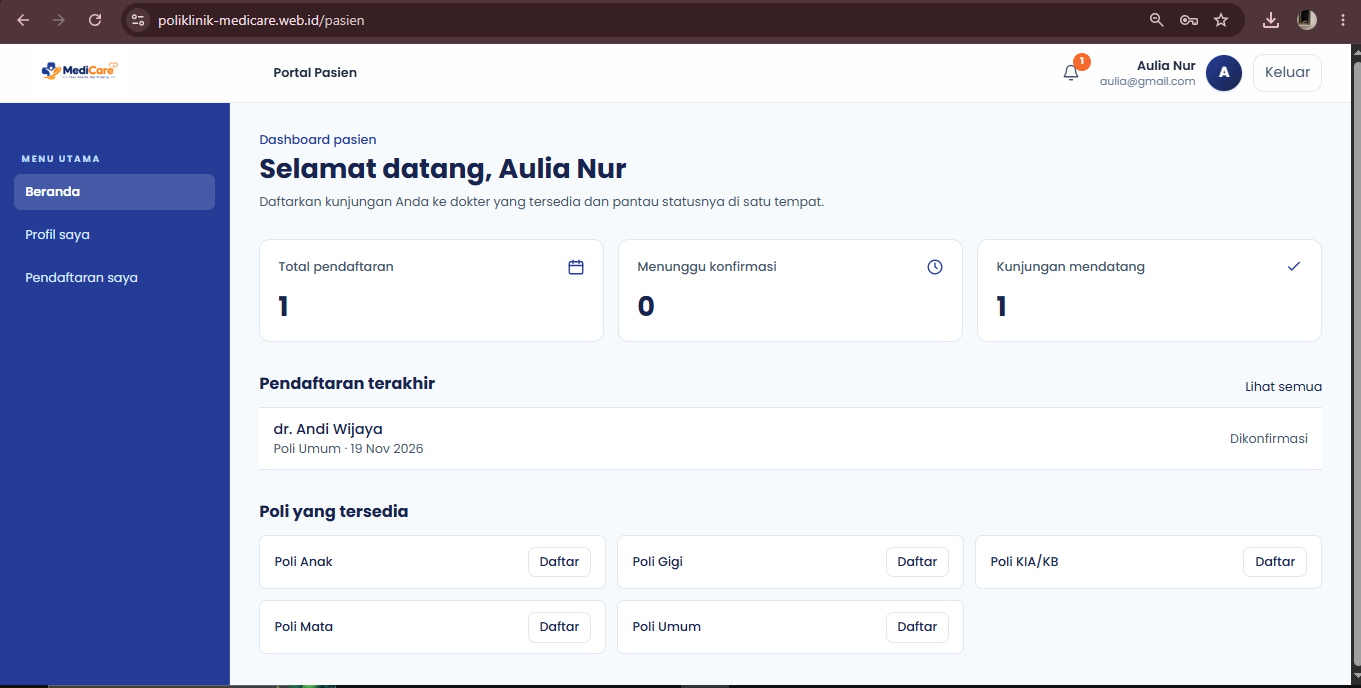 poliklinik-medicare.web.id/pasien
MediCare
Portal Pasien
1
Aulia Nur
aulia@gmail.com
A
Keluar
MENU UTAMA
Beranda
Profil saya
Pendaftaran saya
Dashboard pasien
Selamat datang, Aulia Nur
Daftarkan kunjungan Anda ke dokter yang tersedia dan pantau statusnya di satu tempat.
Total pendaftaran
1
Menunggu konfirmasi
0
Kunjungan mendatang
1
Pendaftaran terakhir
Lihat semua
dr. Andi Wijaya
Poli Umum · 19 Nov 2026
Dikonfirmasi
Poli yang tersedia
Poli Anak
Daftar
Poli Gigi
Daftar
Poli KIA/KB
Daftar
Poli Mata
Daftar
Poli Umum
Daftar